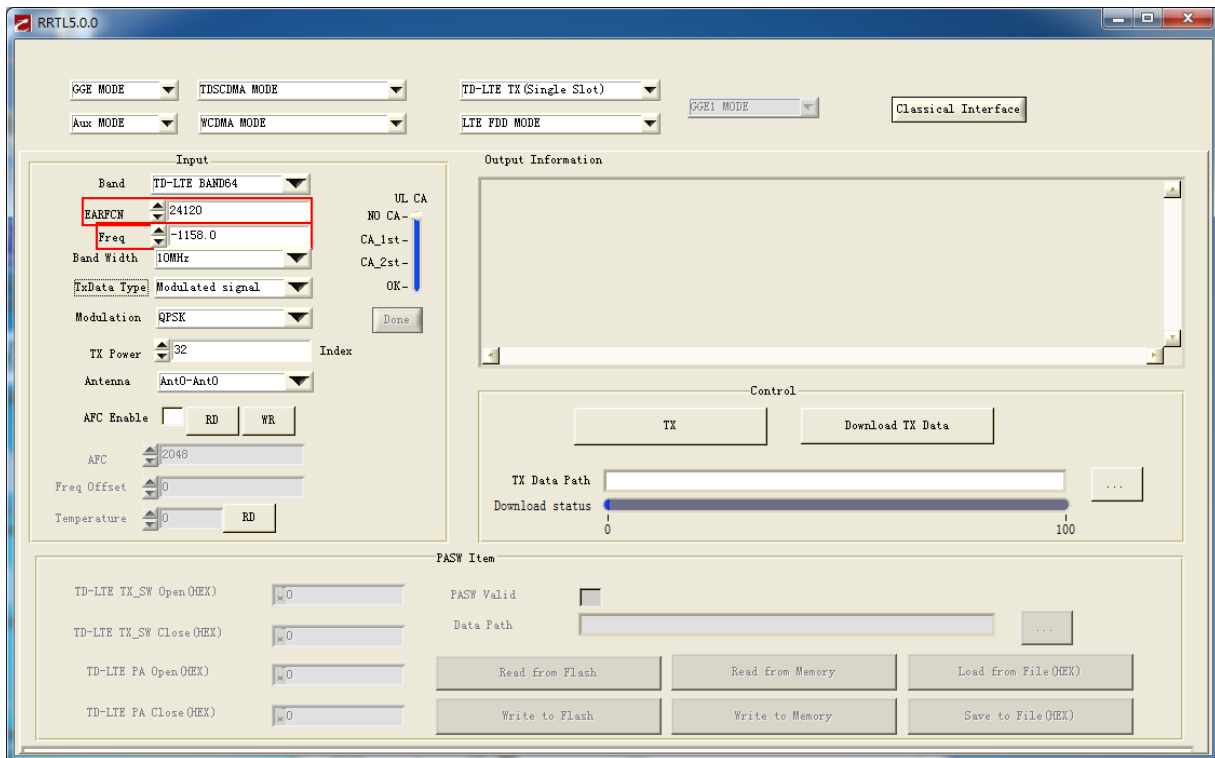 RRTL5.0.0
GGE MODE TDSCDMA MODE TD-LTE TX(Single Slot) GGE1 MODE Classical Interface
Aux MODE WCDMA MODE LTE FDD MODE
Input
Band TD-LTE BAND64
EARFCN 24120
Freq -1158.0
Band Width 10MHz
TxData Type Modulated signal
Modulation QPSK
TX Power 32 Index
Antenna Ant0-Ant0
AFC Enable RD WR
AFC 2048
Freq Offset 0
Temperature 0 RD
UL CA
NO CA
CA_1st
CA_2st
OK
Done
Output Information
Control
TX Download TX Data
TX Data Path ...
Download status
0 100
PASW Item
TD-LTE TX_SW Open(HEX) 0
TD-LTE TX_SW Close(HEX) 0
TD-LTE PA Open(HEX) 0
TD-LTE PA Close(HEX) 0
PASW Valid
Data Path ...
Read from Flash Read from Memory Load from File(HEX)
Write to Flash Write to Memory Save to File(HEX)